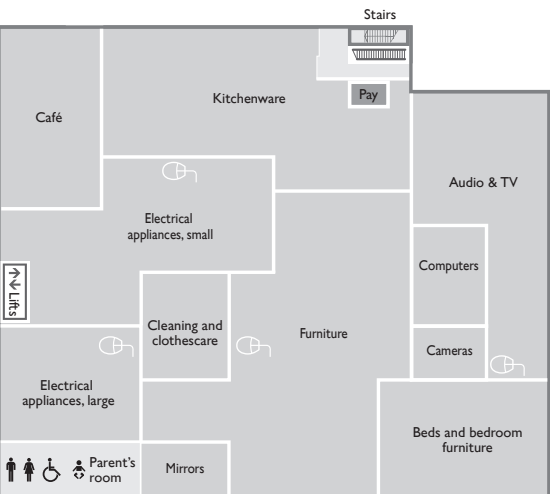 Stairs
Kitchenware
Pay
Café
Audio & TV
Electrical
appliances, small
Computers
Lifts
Cleaning and
clothescare
Furniture
Cameras
Electrical
appliances, large
Beds and bedroom
furniture
Parent's
room
Mirrors